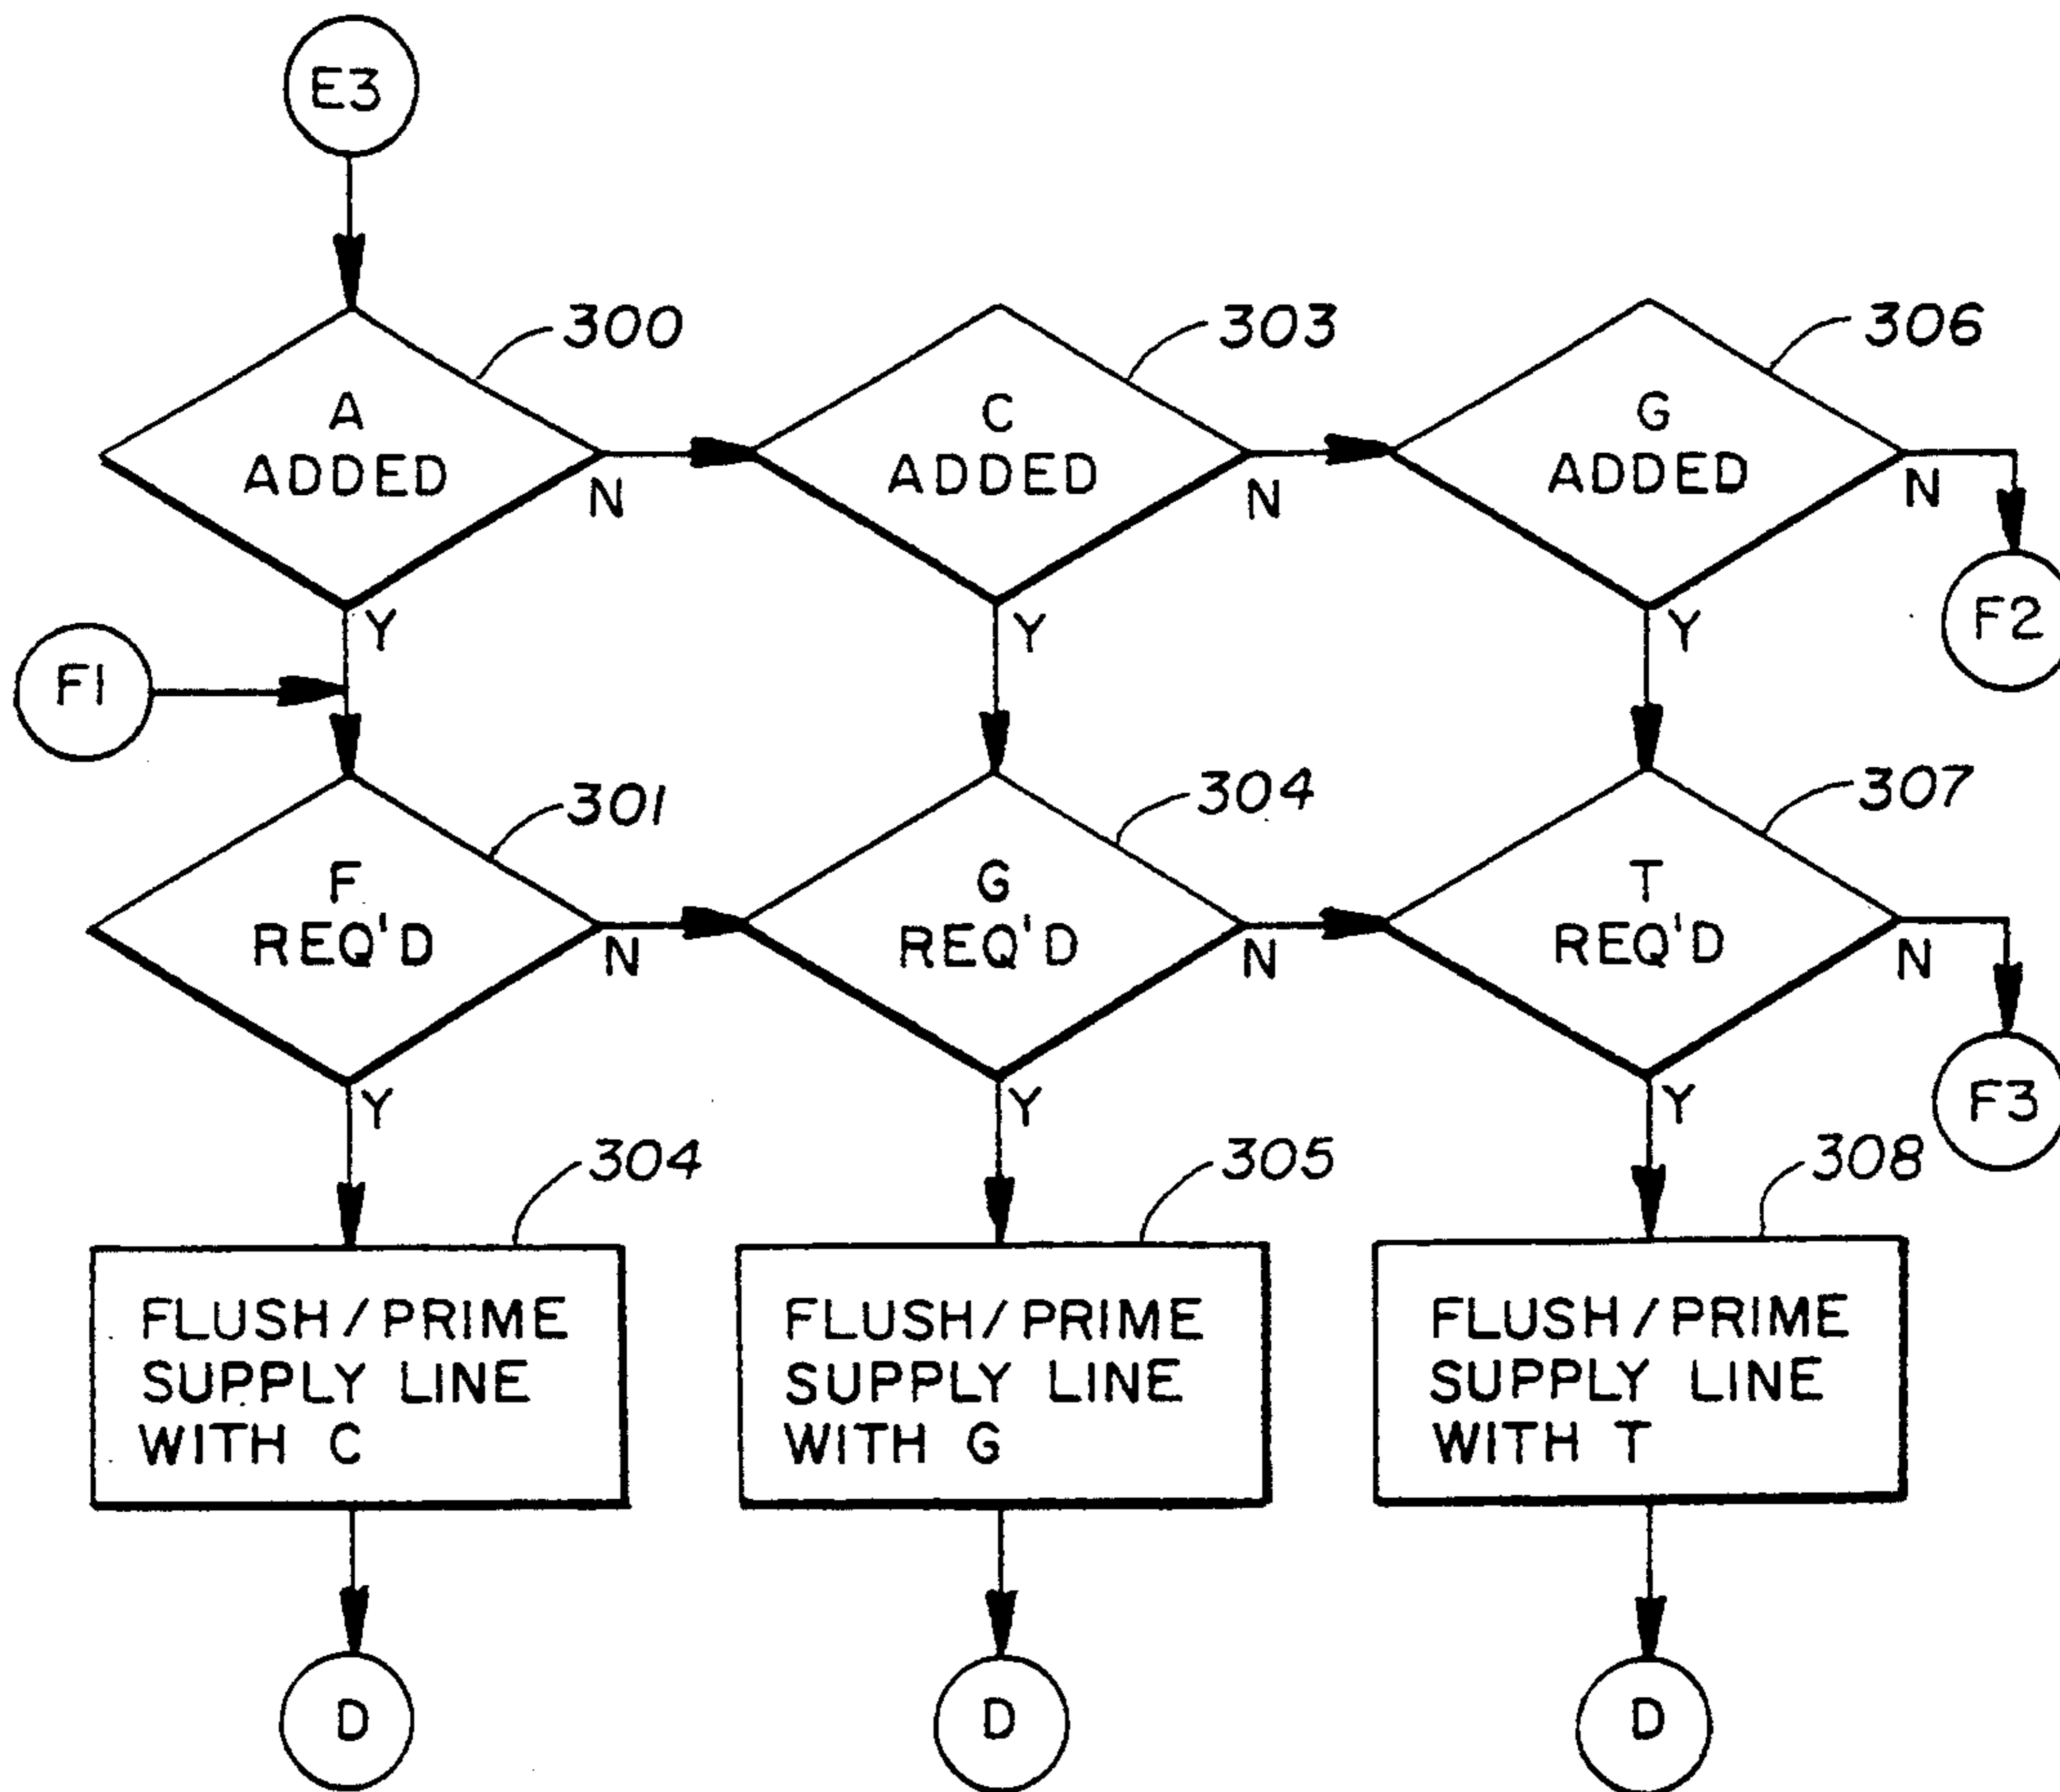 E3
300
A
ADDED
N
Y
303
C
ADDED
N
Y
306
G
ADDED
N
Y
F2
F1
301
F
REQ'D
N
Y
304
G
REQ'D
N
Y
307
T
REQ'D
N
Y
F3
304
FLUSH/PRIME
SUPPLY LINE
WITH C
305
FLUSH/PRIME
SUPPLY LINE
WITH G
308
FLUSH/PRIME
SUPPLY LINE
WITH T
D
D
D